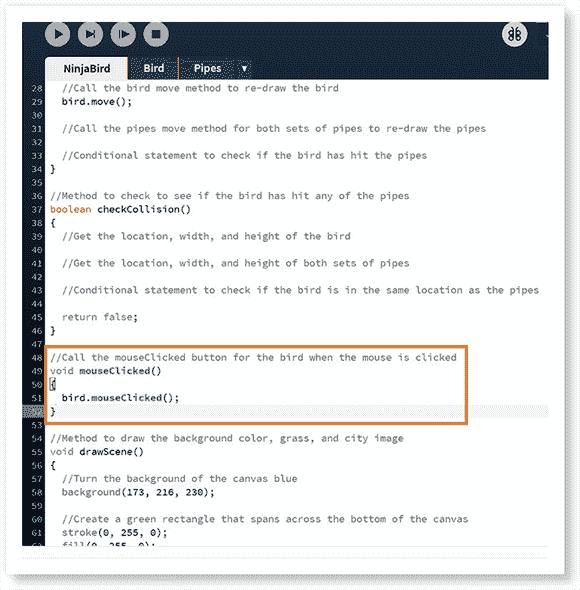 NinjaBird Bird Pipes
28 //Call the bird move method to re-draw the bird
29 bird.move();
30
31 //Call the pipes move method for both sets of pipes to re-draw the pipes
32
33 //Conditional statement to check if the bird has hit the pipes
34 }
35
36 //Method to check to see if the bird has hit any of the pipes
37 boolean checkCollision()
38 {
39 //Get the location, width, and height of the bird
40
41 //Get the location, width, and height of both sets of pipes
42
43 //Conditional statement to check if the bird is in the same location as the pipes
44
45 return false;
46 }
47
48 //Call the mouseClicked button for the bird when the mouse is clicked
49 void mouseClicked()
50 {
51 bird.mouseClicked();
52 }
53
54 //Method to draw the background color, grass, and city image
55 void drawScene()
56 {
57 //Turn the background of the canvas blue
58 background(173, 216, 230);
59
60 //Create a green rectangle that spans across the bottom of the canvas
61 stroke(0, 255, 0);
62 fill(0, 255, 0);